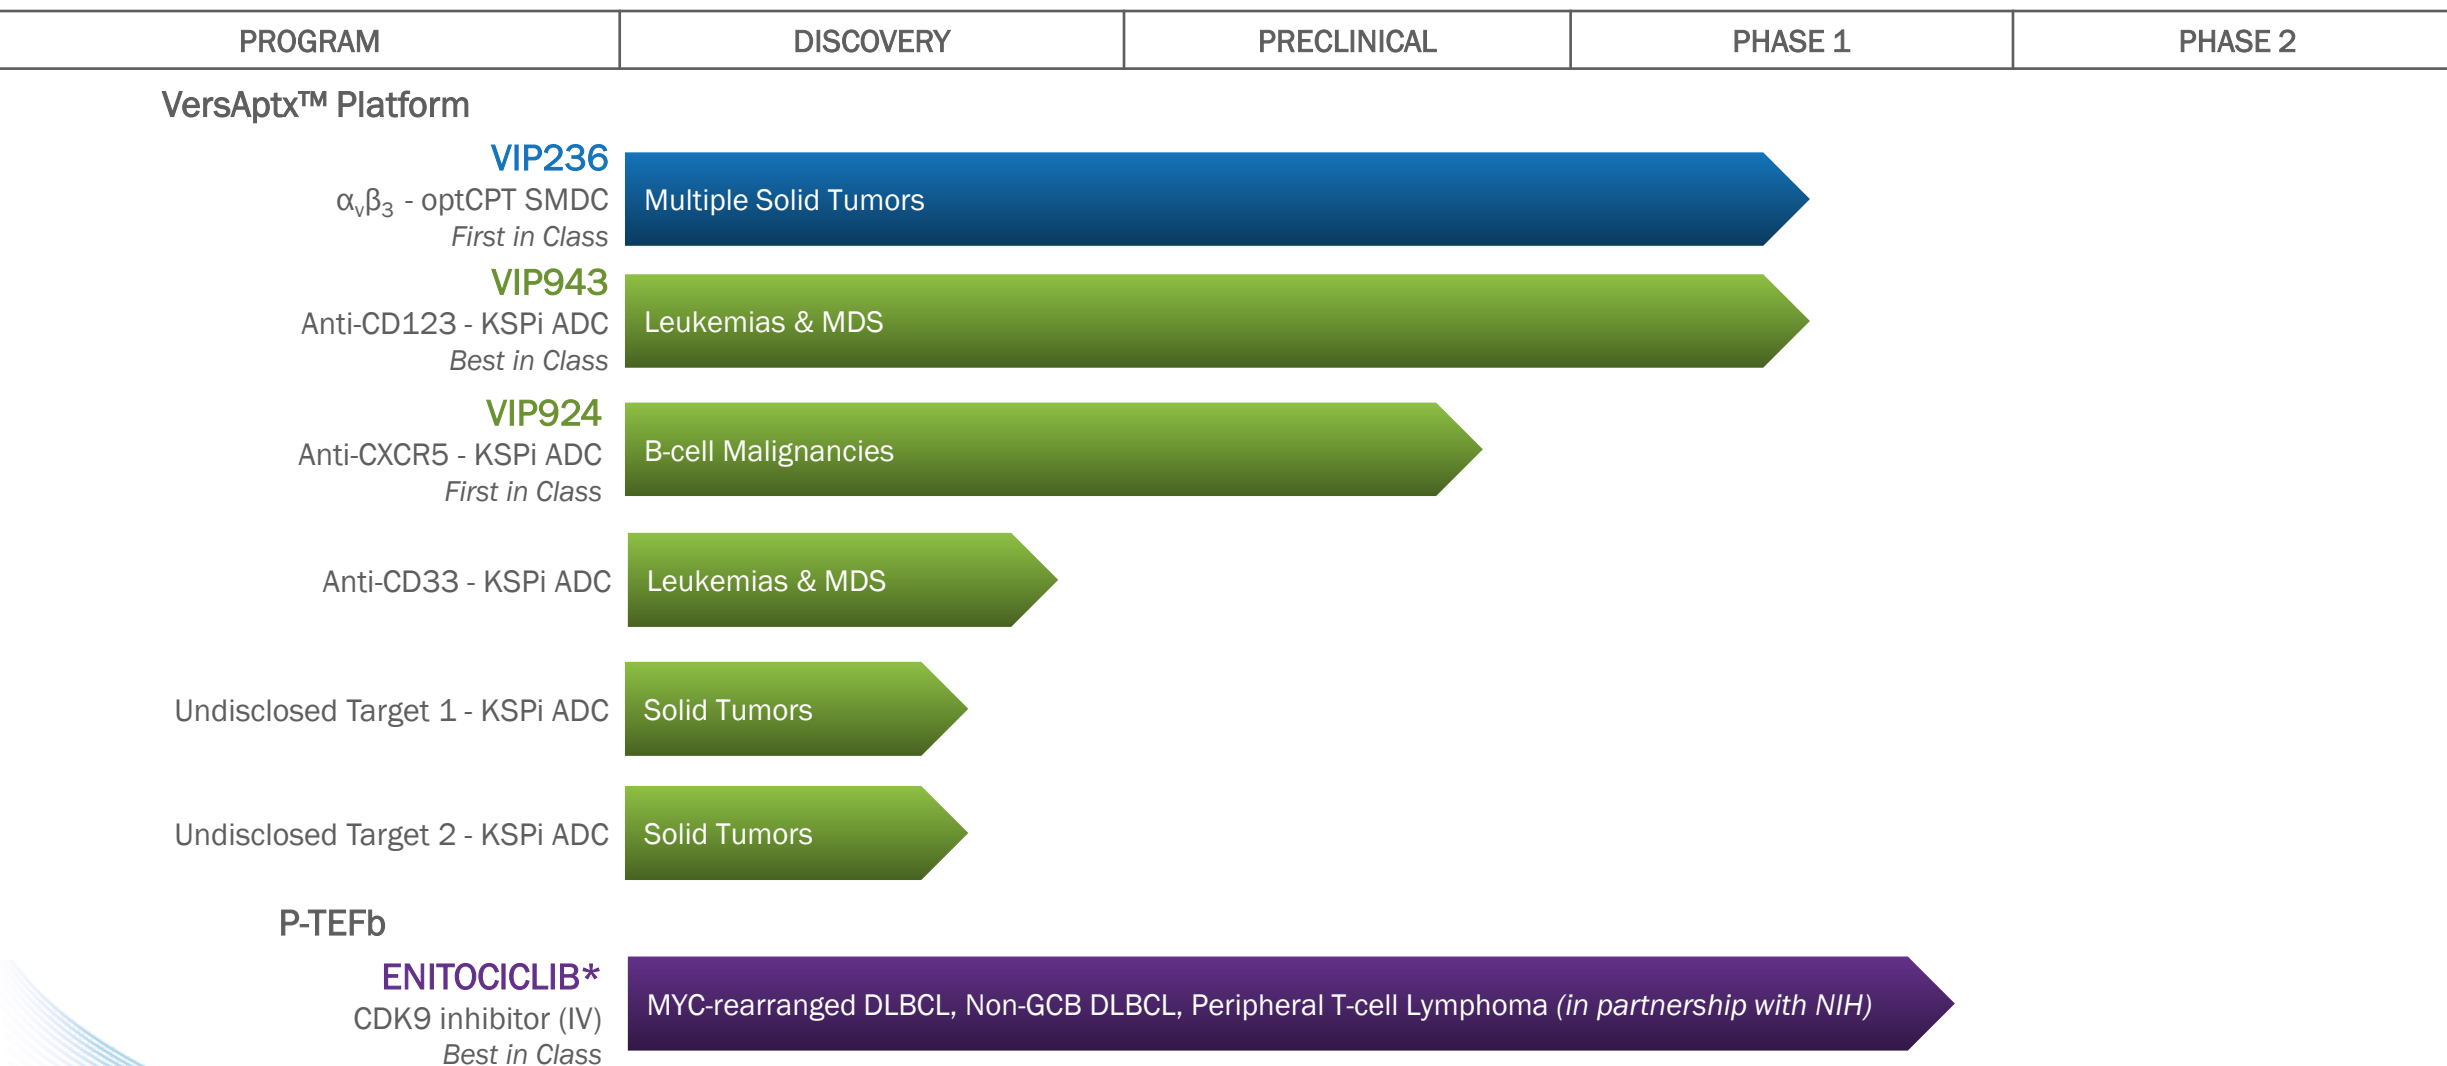 PROGRAM DISCOVERY PRECLINICAL PHASE 1 PHASE 2
VersAptx™ Platform
VIP236
αvβ3 - optCPT SMDC
First in Class
Multiple Solid Tumors
VIP943
Anti-CD123 - KSPi ADC
Best in Class
Leukemias & MDS
VIP924
Anti-CXCR5 - KSPi ADC
First in Class
B-cell Malignancies
Anti-CD33 - KSPi ADC
Leukemias & MDS
Undisclosed Target 1 - KSPi ADC
Solid Tumors
Undisclosed Target 2 - KSPi ADC
Solid Tumors
P-TEFb
ENITOCICLIB*
CDK9 inhibitor (IV)
Best in Class
MYC-rearranged DLBCL, Non-GCB DLBCL, Peripheral T-cell Lymphoma (in partnership with NIH)